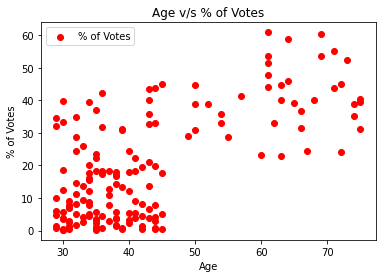 Age v/s % of Votes
% of Votes
% of Votes
60
50
40
30
20
10
0
30 40 50 60 70
Age